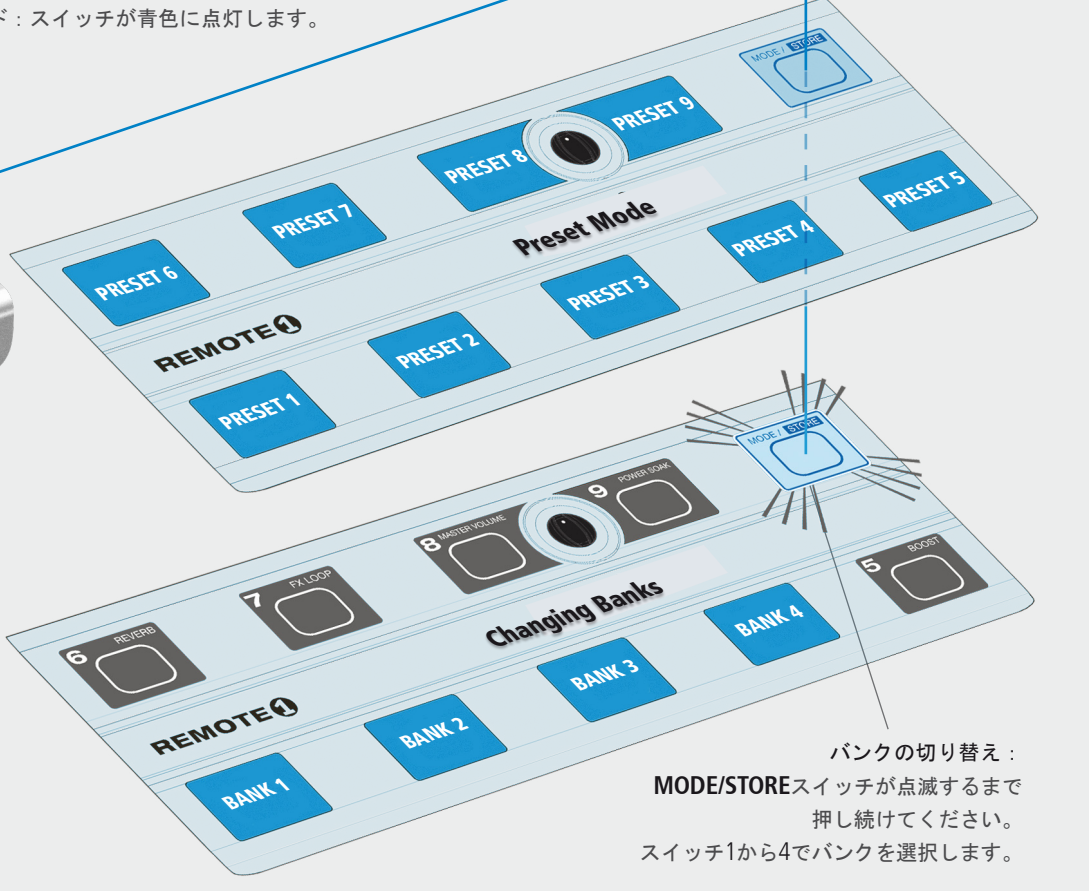 ド：スイッチが青色に点灯します。
MODE / STORE
PRESET 6
PRESET 7
PRESET 8
PRESET 9
Preset Mode
REMOTE1
PRESET 1
PRESET 2
PRESET 3
PRESET 4
PRESET 5
MODE / STORE
6 REVERB
7 FX LOOP
8 MASTER VOLUME
9 POWER SOAK
Changing Banks
REMOTE1
BANK 1
BANK 2
BANK 3
BANK 4
5 BOOST
バンクの切り替え：
MODE/STOREスイッチが点滅するまで
押し続けてください。
スイッチ1から4でバンクを選択します。